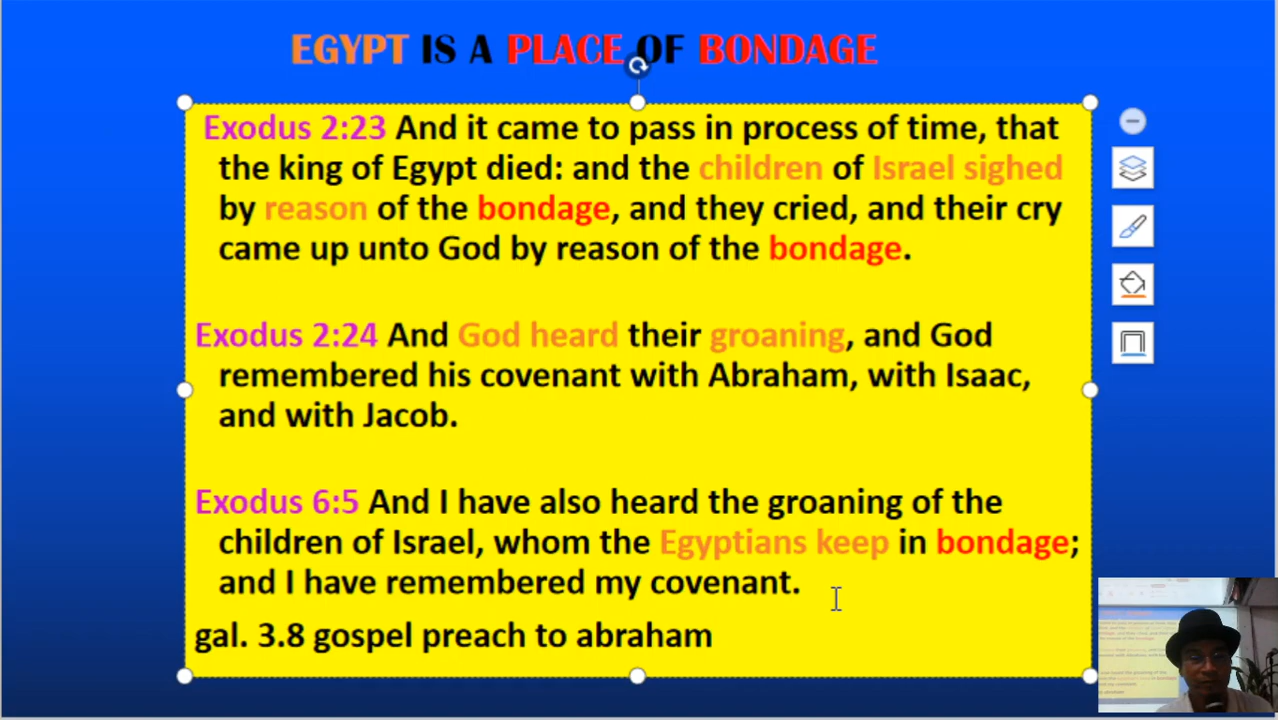 EGYPT IS A PLACE OF BONDAGE
Exodus 2:23 And it came to pass in process of time, that
the king of Egypt died: and the children of Israel sighed
by reason of the bondage, and they cried, and their cry
came up unto God by reason of the bondage.
Exodus 2:24 And God heard their groaning, and God
remembered his covenant with Abraham, with Isaac,
and with Jacob.
Exodus 6:5 And I have also heard the groaning of the
children of Israel, whom the Egyptians keep in bondage;
and I have remembered my covenant.
gal. 3.8 gospel preach to abraham